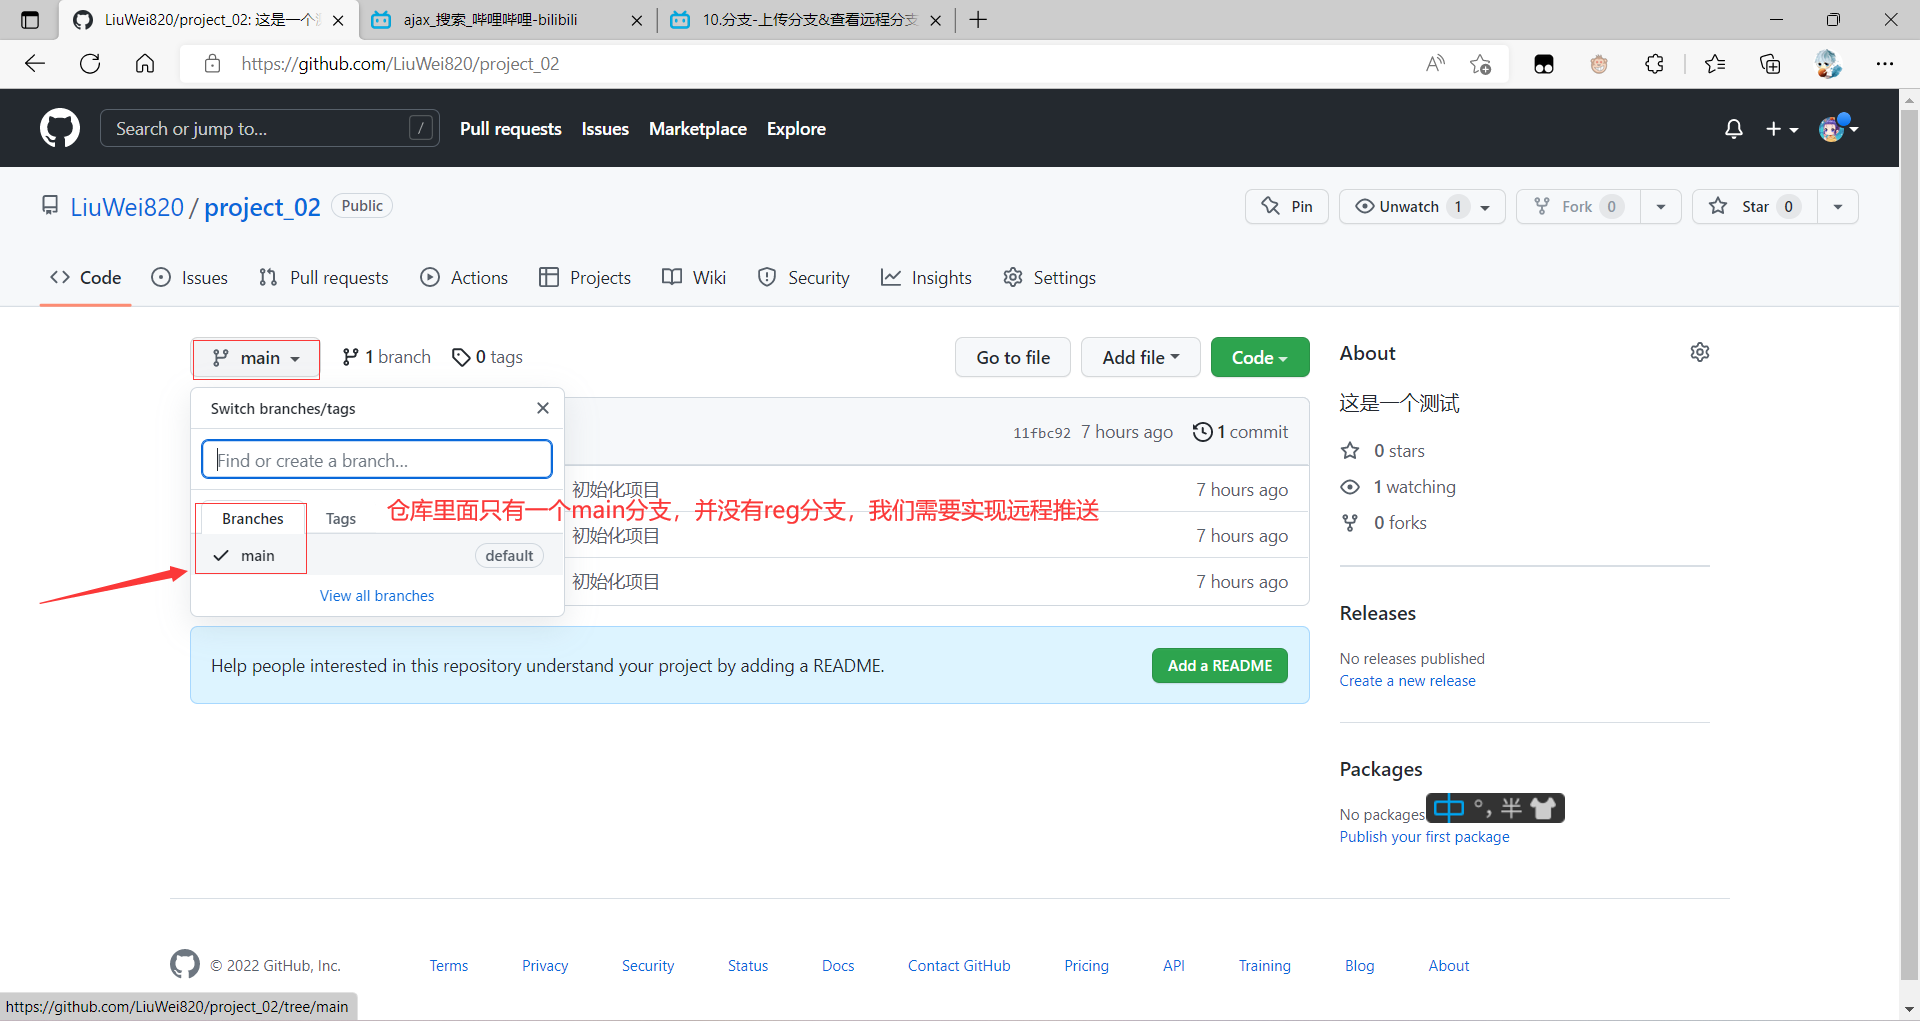 LiuWei820/project_02: 这是一个
ajax_搜索_哔哩哔哩-bilibili
10.分支-上传分支&查看远程分支
https://github.com/LiuWei820/project_02
Search or jump to...
/
Pull requests
Issues
Marketplace
Explore
LiuWei820 / project_02
Public
Pin
Unwatch 1
Fork 0
Star 0
Code
Issues
Pull requests
Actions
Projects
Wiki
Security
Insights
Settings
main
1 branch
0 tags
Go to file
Add file
Code
Switch branches/tags
Find or create a branch...
Branches
Tags
main
default
View all branches
11fbc92 7 hours ago
1 commit
初始化项目 7 hours ago
仓库里面只有一个main分支，并没有reg分支，我们需要实现远程推送
初始化项目 7 hours ago
初始化项目 7 hours ago
Help people interested in this repository understand your project by adding a README.
Add a README
About
这是一个测试
0 stars
1 watching
0 forks
Releases
No releases published
Create a new release
Packages
No packages
中 °, 半
Publish your first package
© 2022 GitHub, Inc.
Terms
Privacy
Security
Status
Docs
Contact GitHub
Pricing
API
Training
Blog
About
https://github.com/LiuWei820/project_02/tree/main